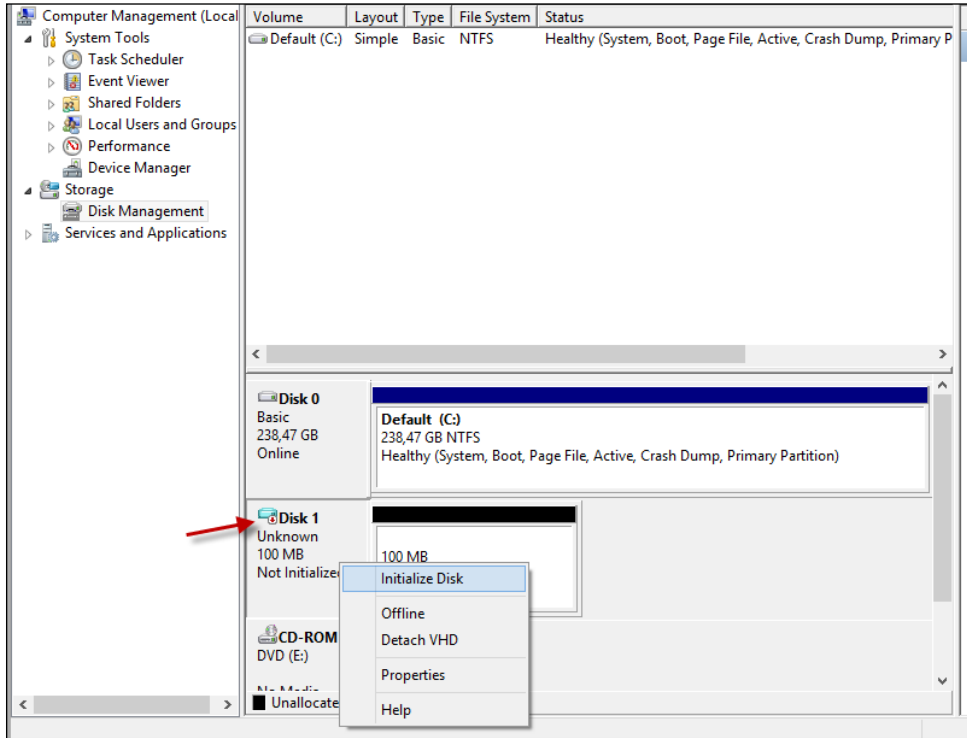 Computer Management (Local
System Tools
Task Scheduler
Event Viewer
Shared Folders
Local Users and Groups
Performance
Device Manager
Storage
Disk Management
Services and Applications
Volume Layout Type File System Status
Default (C:) Simple Basic NTFS Healthy (System, Boot, Page File, Active, Crash Dump, Primary P
Disk 0
Basic
238,47 GB
Online
Default (C:)
238,47 GB NTFS
Healthy (System, Boot, Page File, Active, Crash Dump, Primary Partition)
Disk 1
Unknown
100 MB
Not Initialized
100 MB
Initialize Disk
Offline
Detach VHD
Properties
Help
CD-ROM
DVD (E:)
No Media
Unallocate